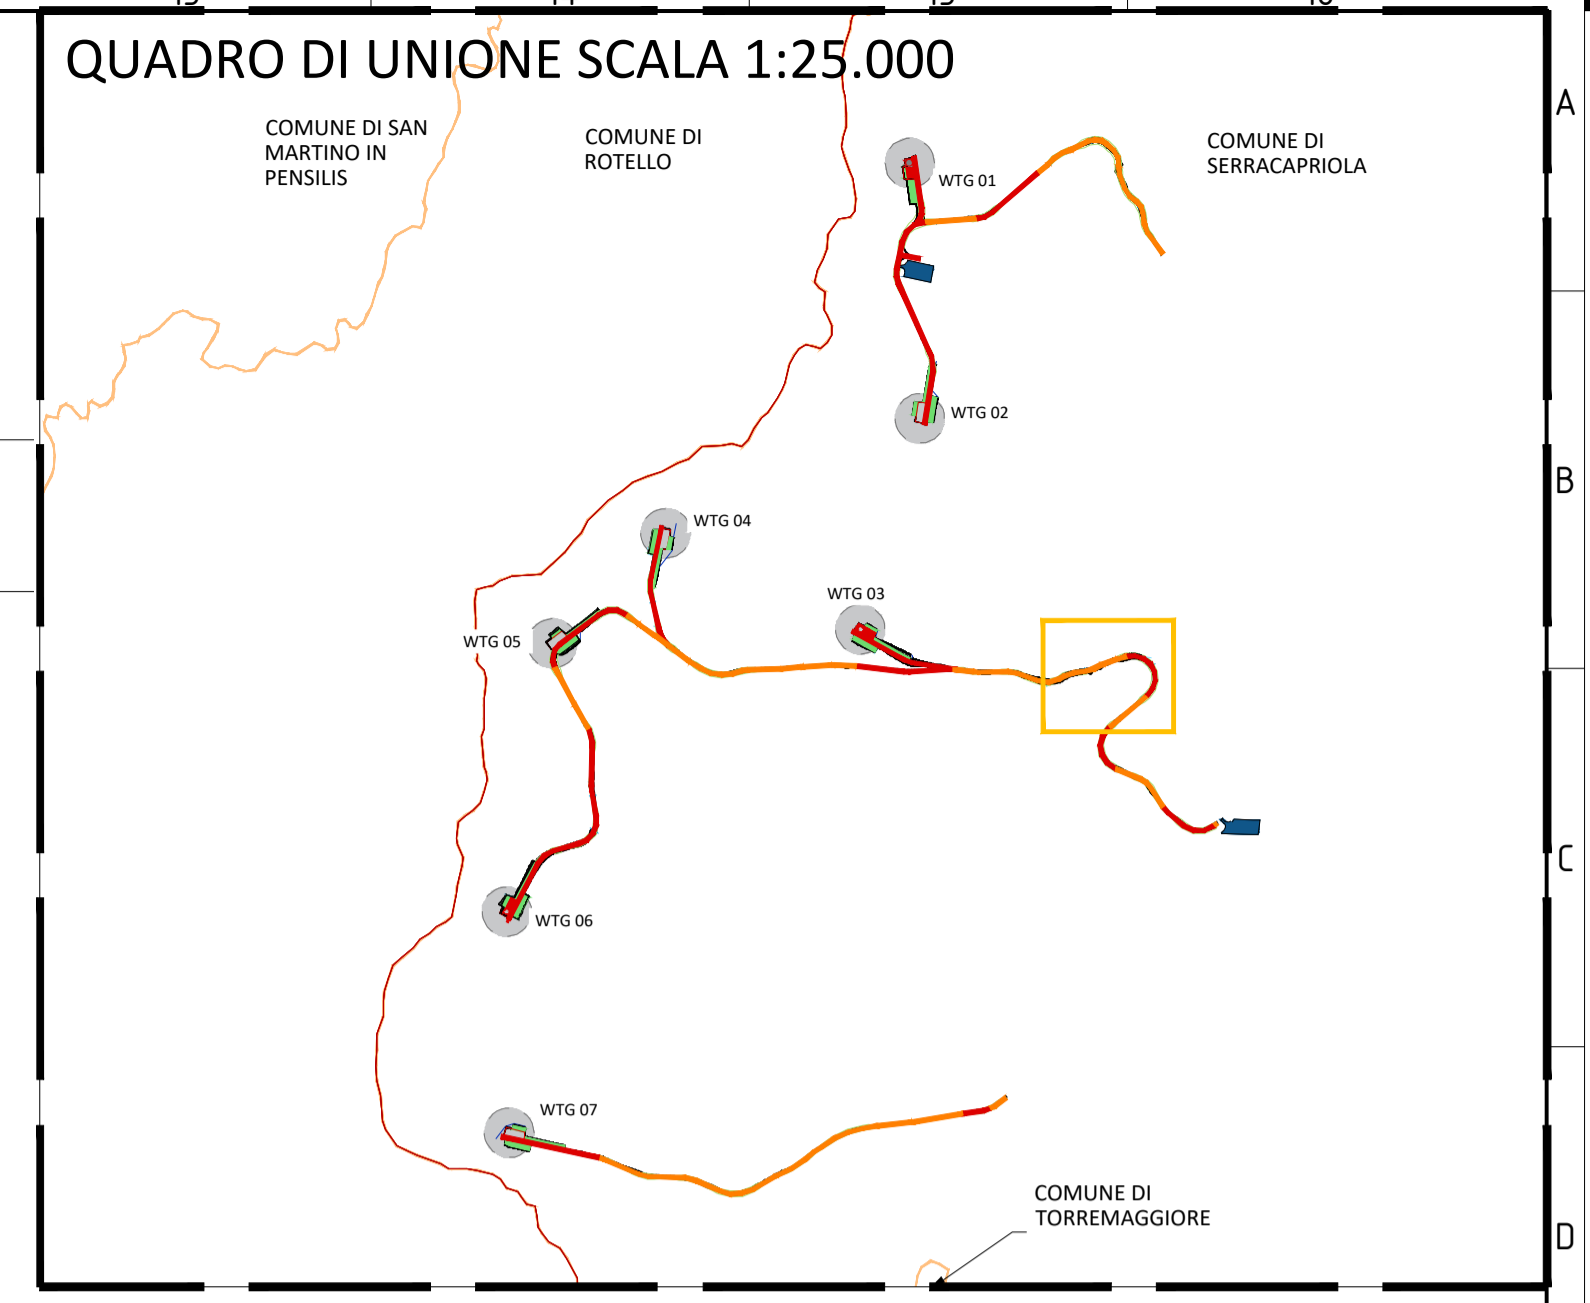 QUADRO DI UNIONE SCALA 1:25.000
COMUNE DI SAN
MARTINO IN
PENSILIS
COMUNE DI
ROTELLO
COMUNE DI
SERRACAPRIOLA
A
WTG 01
WTG 02
B
WTG 04
WTG 03
WTG 05
C
WTG 06
WTG 07
COMUNE DI
TORREMAGGIORE
D